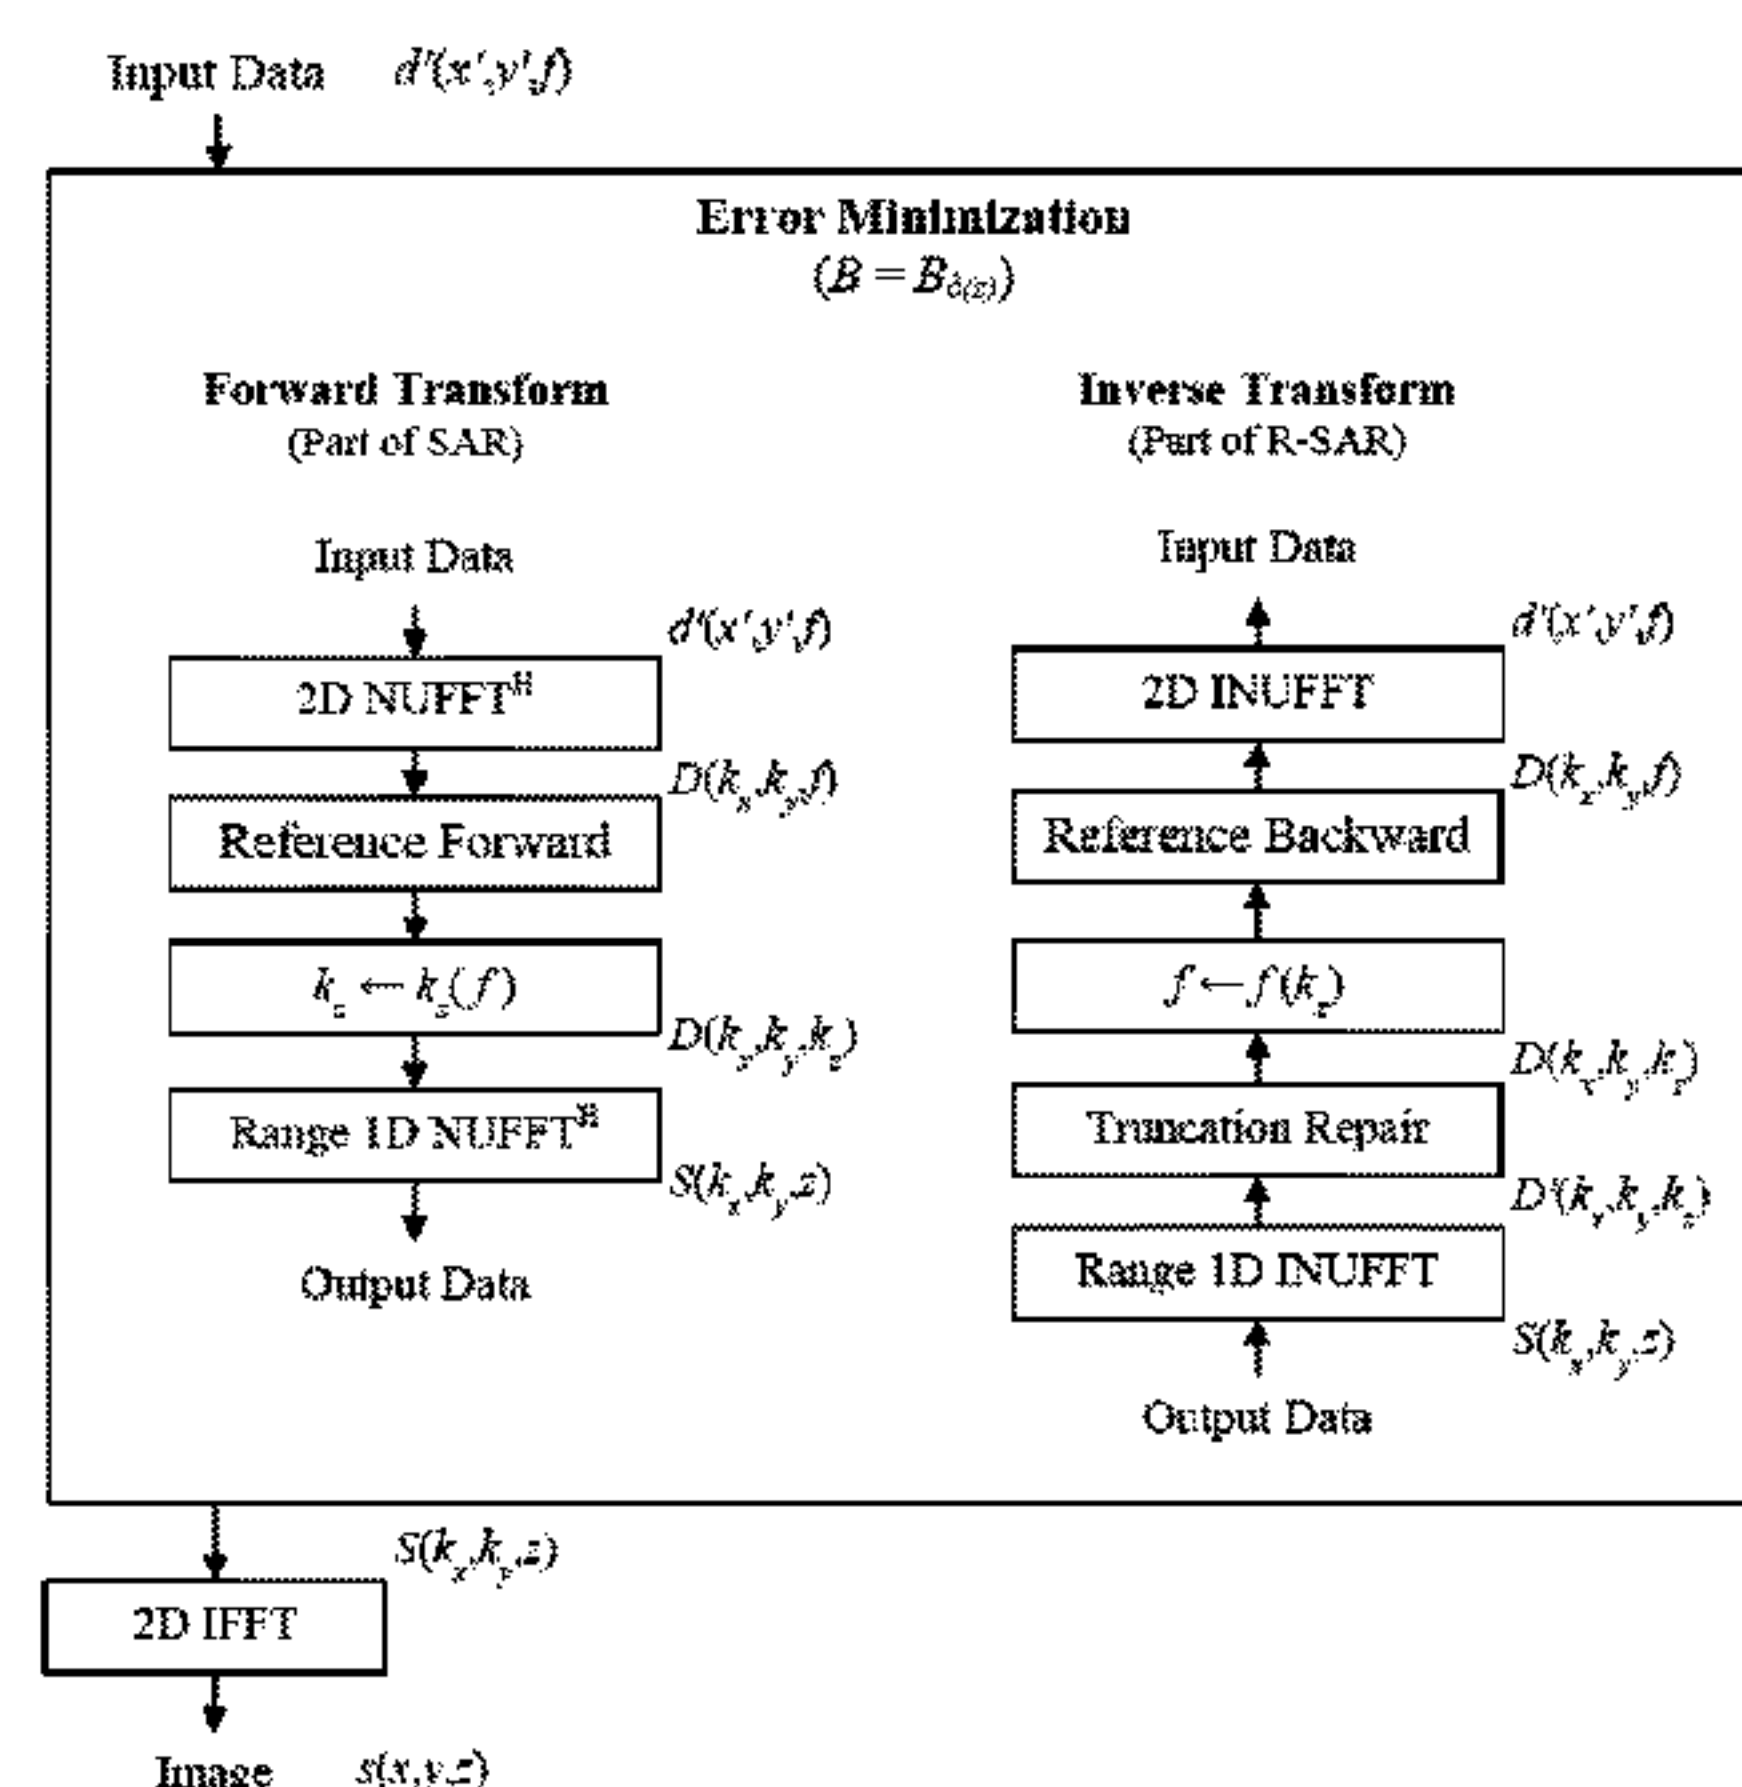 Input Data d'(x',y',f)
Error Minimization
(B = B∂(z))
Forward Transform
(Part of SAR)
Input Data
d'(x',y',f)
2D NUFFT^H
D(k_x,k_y,f)
Reference Forward
k_z ← k_z(f)
D(k_x,k_y,k_z)
Range 1D NUFFT^H
S(k_x,k_y,z)
Output Data
Inverse Transform
(Part of R-SAR)
Input Data
d'(x',y',f)
2D INUFFT
D(k_x,k_y,f)
Reference Backward
f ← f(k_z)
D(k_x,k_y,k_z)
Truncation Repair
D'(k_x,k_y,k_z)
Range 1D INUFFT
S(k_x,k_y,z)
Output Data
S(k_x,k_y,z)
2D IFFT
Image s(x,y,z)